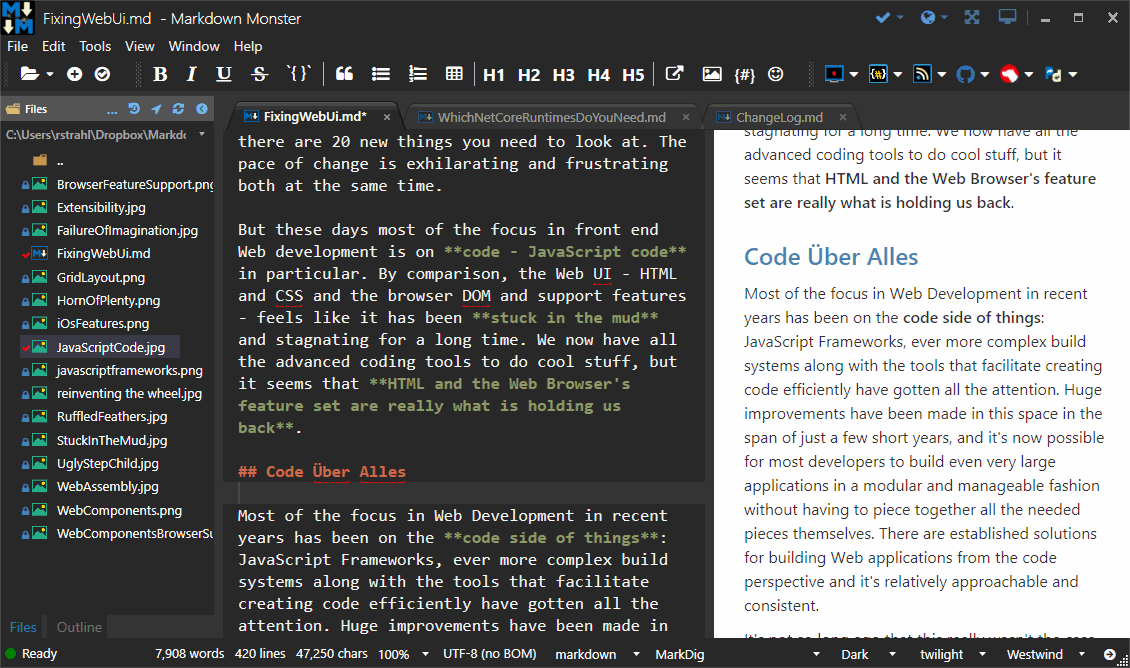 FixingWebUi.md - Markdown Monster
File Edit Tools View Window Help
B I U S `{}` H1 H2 H3 H4 H5 {#} {#}
Files ...
C:\Users\rstrahl\Dropbox\Markdo
..
BrowserFeatureSupport.png
Extensibility.jpg
FailureOfImagination.jpg
FixingWebUi.md
GridLayout.png
HornOfPlenty.png
iOsFeatures.png
JavaScriptCode.jpg
javascriptframeworks.png
reinventing the wheel.jpg
RuffledFeathers.jpg
StuckInTheMud.jpg
UglyStepChild.jpg
WebAssembly.jpg
WebComponents.png
WebComponentsBrowserSu
Files Outline
FixingWebUi.md* WhichNetCoreRuntimesDoYouNeed.md ChangeLog.md
there are 20 new things you need to look at. The
pace of change is exhilarating and frustrating
both at the same time.
But these days most of the focus in front end
Web development is on **code - JavaScript code**
in particular. By comparison, the Web UI - HTML
and CSS and the browser DOM and support features
- feels like it has been **stuck in the mud**
and stagnating for a long time. We now have all
the advanced coding tools to do cool stuff, but
it seems that **HTML and the Web Browser's
feature set are really what is holding us
back**.
## Code Über Alles
Most of the focus in Web Development in recent
years has been on the **code side of things**:
JavaScript Frameworks, ever more complex build
systems along with the tools that facilitate
creating code efficiently have gotten all the
attention. Huge improvements have been made in
stagnating for a long time. We now have all the
advanced coding tools to do cool stuff, but it
seems that HTML and the Web Browser's feature
set are really what is holding us back.
Code Über Alles
Most of the focus in Web Development in recent
years has been on the code side of things:
JavaScript Frameworks, ever more complex build
systems along with the tools that facilitate creating
code efficiently have gotten all the attention. Huge
improvements have been made in this space in the
span of just a few short years, and it's now possible
for most developers to build even very large
applications in a modular and manageable fashion
without having to piece together all the needed
pieces themselves. There are established solutions
for building Web applications from the code
perspective and it's relatively approachable and
consistent.
It's not so long ago that this really wasn't the case
Ready 7,908 words 420 lines 47,250 chars 100% UTF-8 (no BOM) markdown MarkDig Dark twilight Westwind